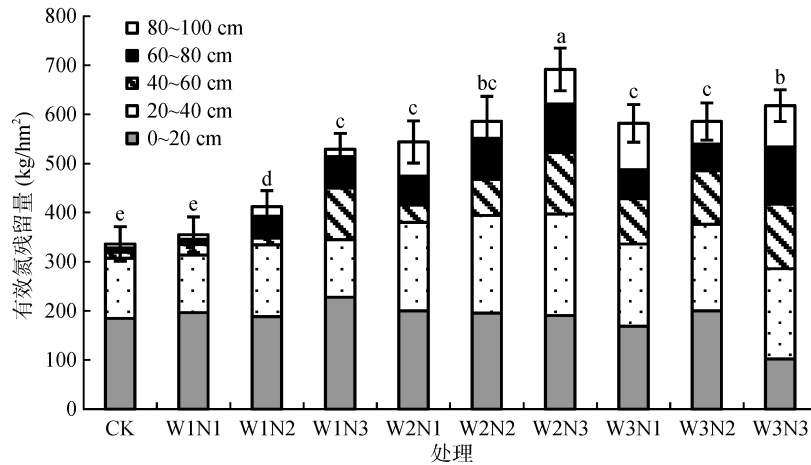 800
700
600
500
400
300
200
100
0
有效氮残留量 (kg/hm²)
80~100 cm
60~80 cm
40~60 cm
20~40 cm
0~20 cm
e
e
d
c
c
bc
a
c
c
b
CK W1N1 W1N2 W1N3 W2N1 W2N2 W2N3 W3N1 W3N2 W3N3
处理